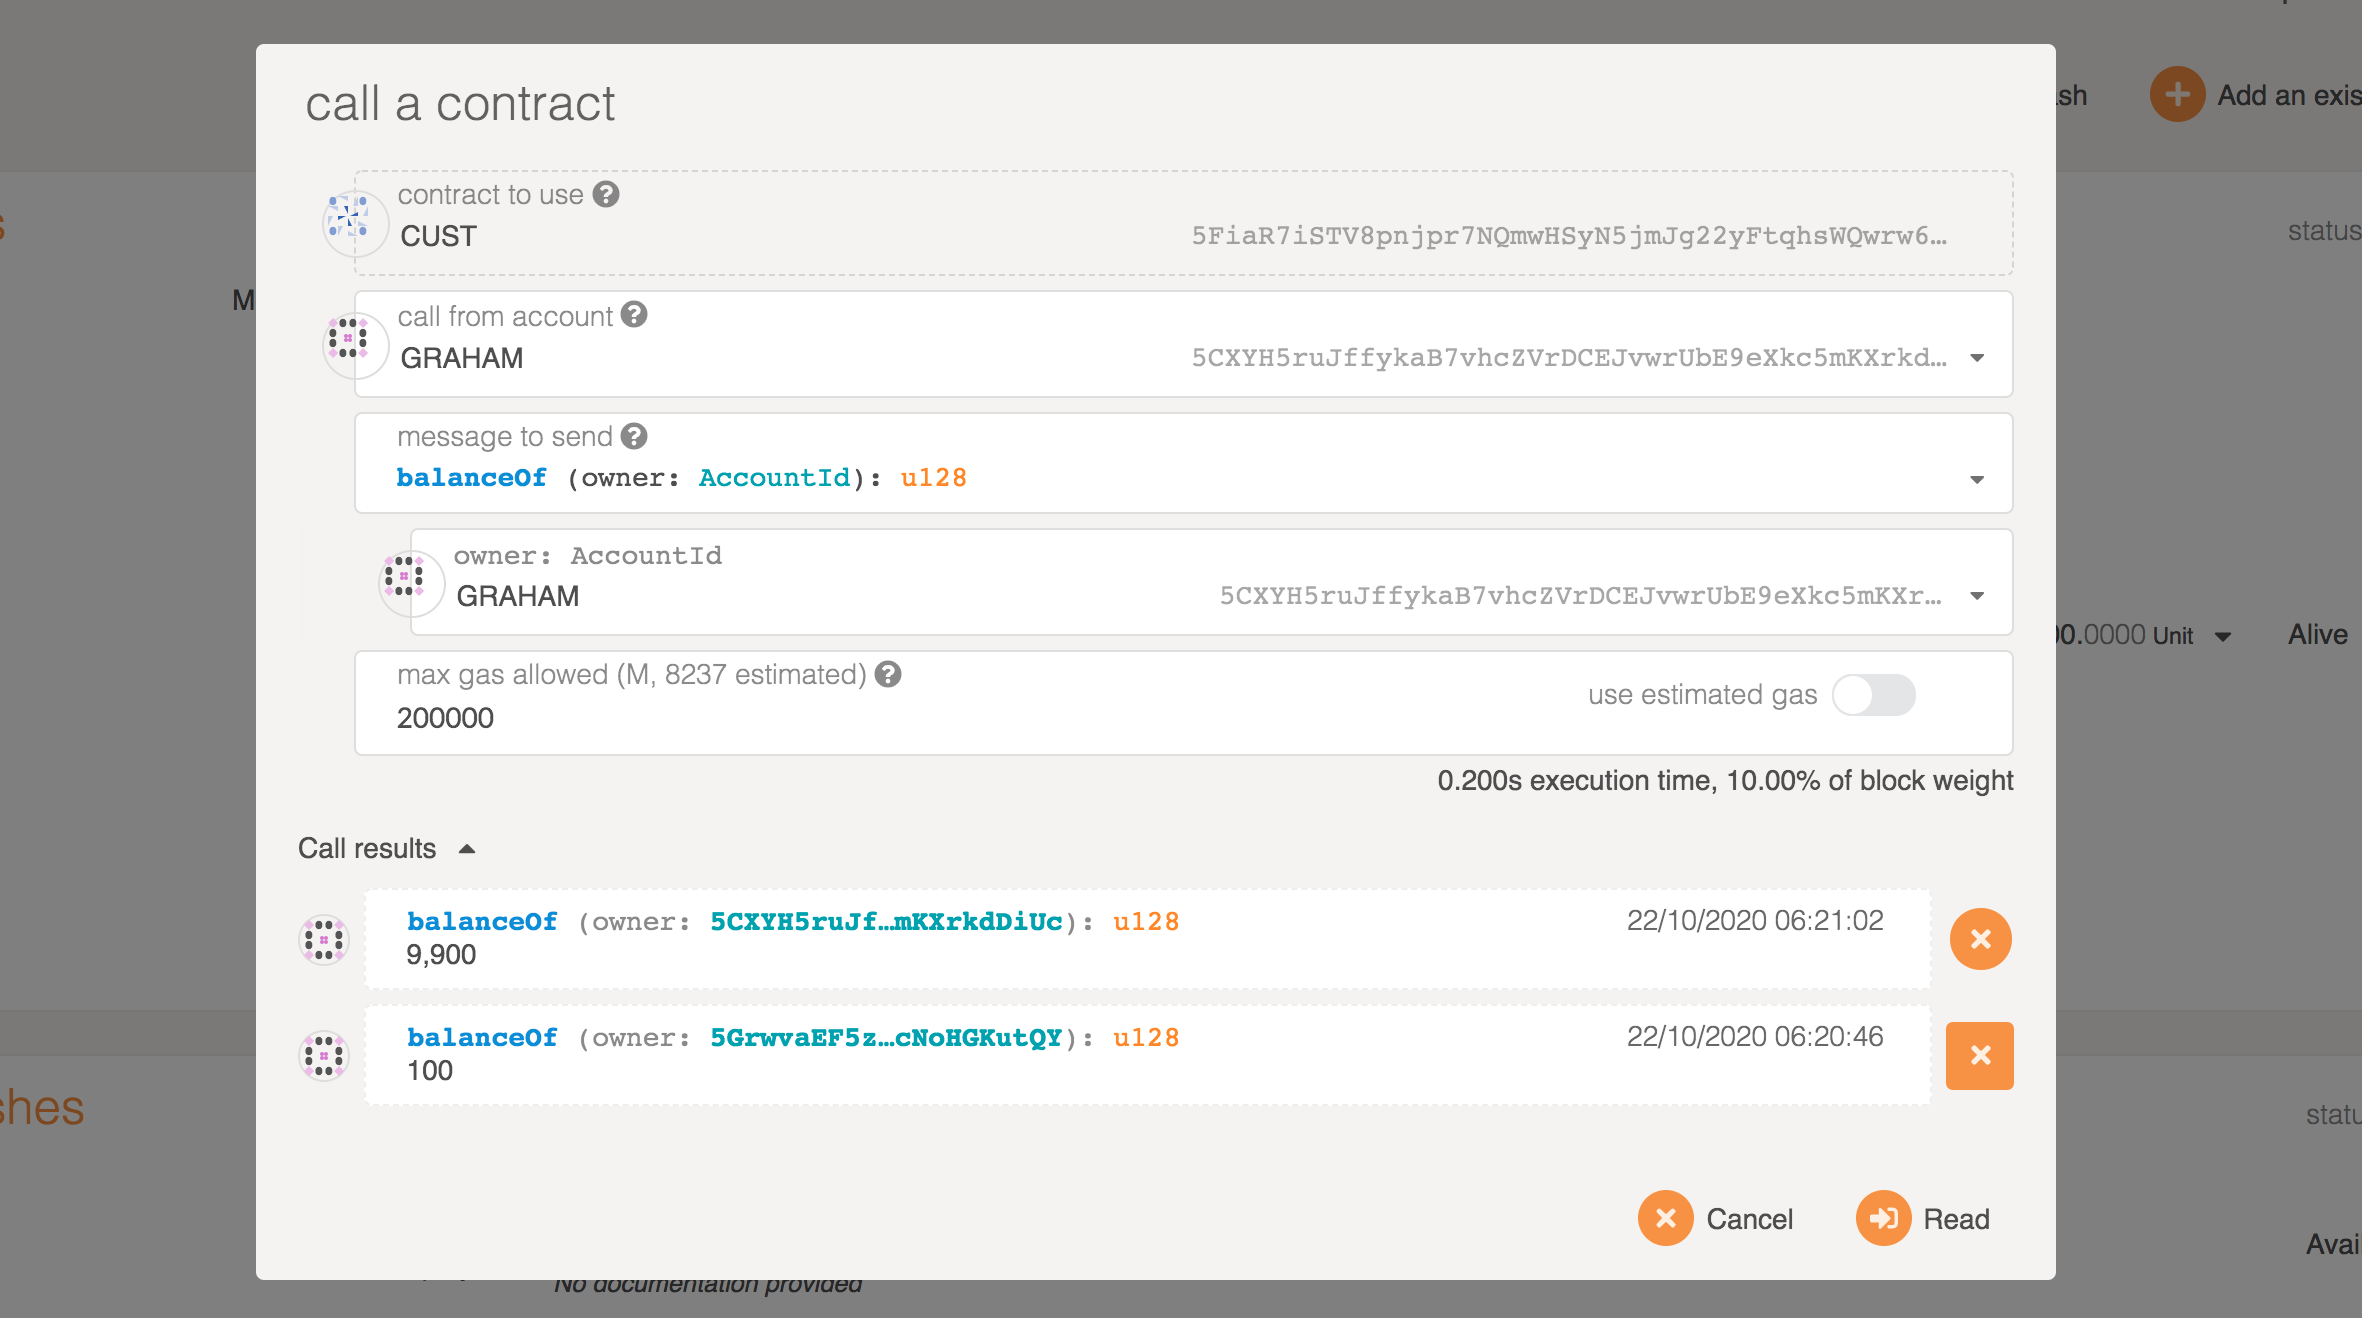 call a contract
ash
Add an exis
contract to use
CUST
5FiaR7iSTV8pnjpr7NQmwHSyN5jmJg22yFtqhsWQwrw6…
status
M
call from account
GRAHAM
5CXYH5ruJffykaB7vhcZVrDCEJvwrUbE9eXkc5mKXrkd…
message to send
balanceOf (owner: AccountId): u128
owner: AccountId
GRAHAM
5CXYH5ruJffykaB7vhcZVrDCEJvwrUbE9eXkc5mKXr…
00.0000 Unit
Alive
max gas allowed (M, 8237 estimated)
200000
use estimated gas
0.200s execution time, 10.00% of block weight
Call results
balanceOf (owner: 5CXYH5ruJf…mKXrkdDiUc): u128
22/10/2020 06:21:02
9,900
balanceOf (owner: 5GrwvaEF5z…cNoHGKutQY): u128
22/10/2020 06:20:46
100
shes
statu
Cancel
Read
Avai
No documentation provided